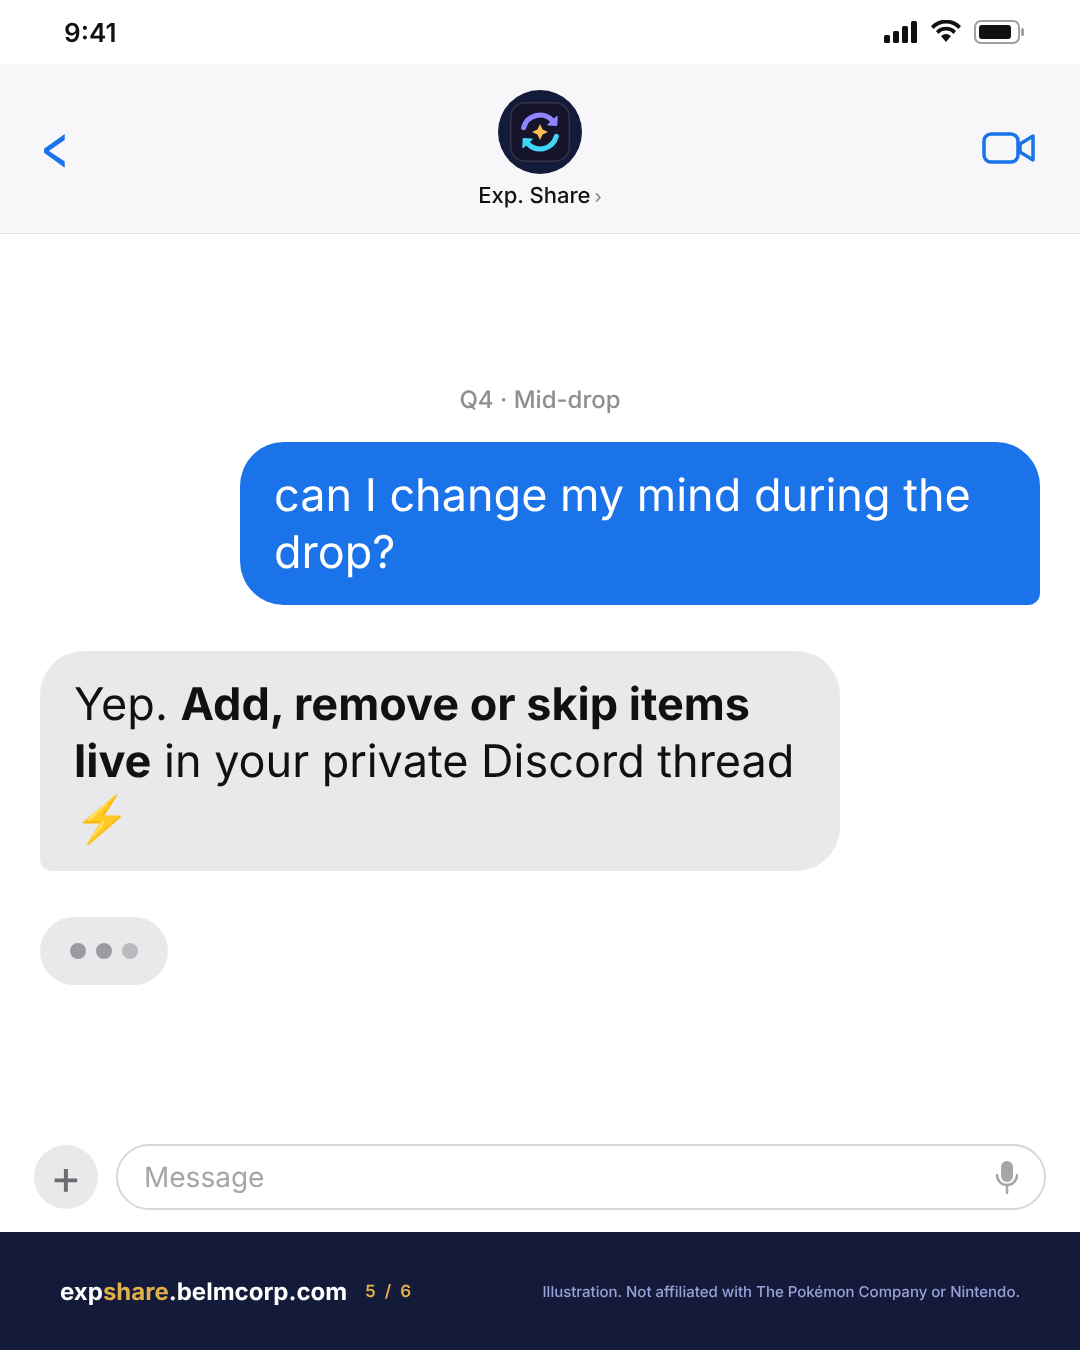 9:41
Exp. Share ›
Q4 · Mid-drop
can I change my mind during the
drop?
Yep. Add, remove or skip items
live in your private Discord thread
⚡
Message
expshare.belmcorp.com 5 / 6
Illustration. Not affiliated with The Pokémon Company or Nintendo.